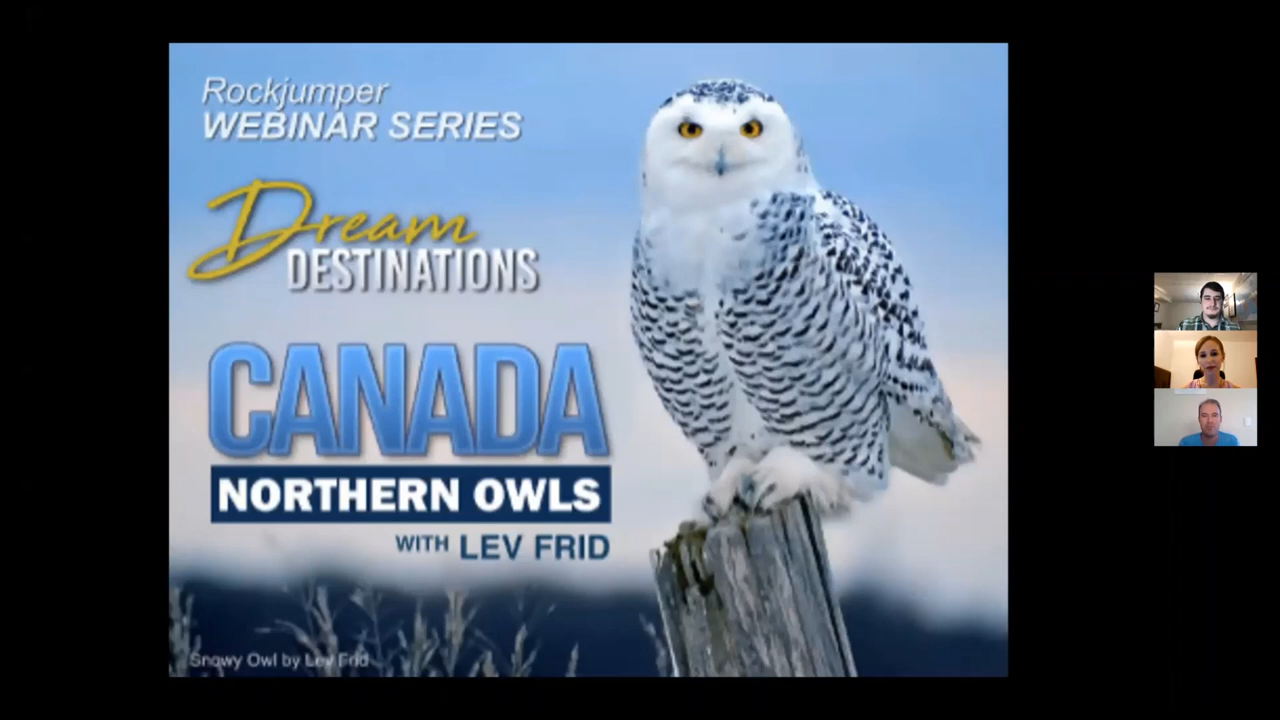 Rockjumper
WEBINAR SERIES
Dream
DESTINATIONS
CANADA
NORTHERN OWLS
WITH LEV FRID
Snowy Owl by Lev Frid